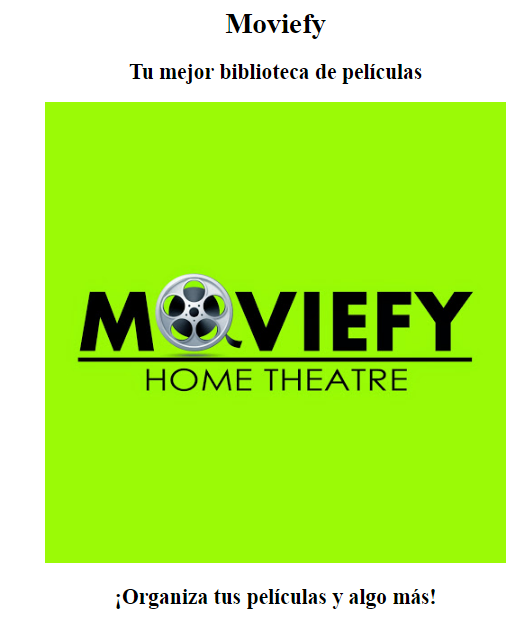 Moviefy
Tu mejor biblioteca de películas
MOVIEFY
HOME THEATRE
¡Organiza tus películas y algo más!